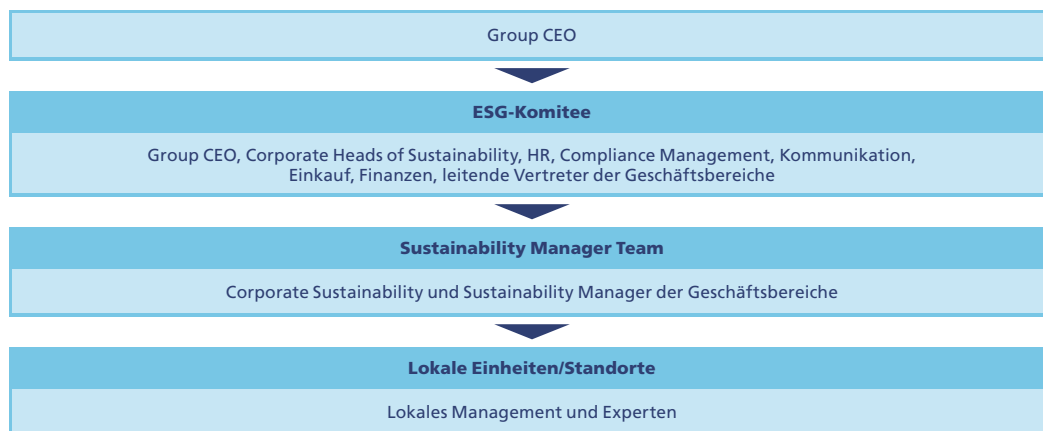 Group CEO
ESG-Komitee
Group CEO, Corporate Heads of Sustainability, HR, Compliance Management, Kommunikation,
Einkauf, Finanzen, leitende Vertreter der Geschäftsbereiche
Sustainability Manager Team
Corporate Sustainability und Sustainability Manager der Geschäftsbereiche
Lokale Einheiten/Standorte
Lokales Management und Experten